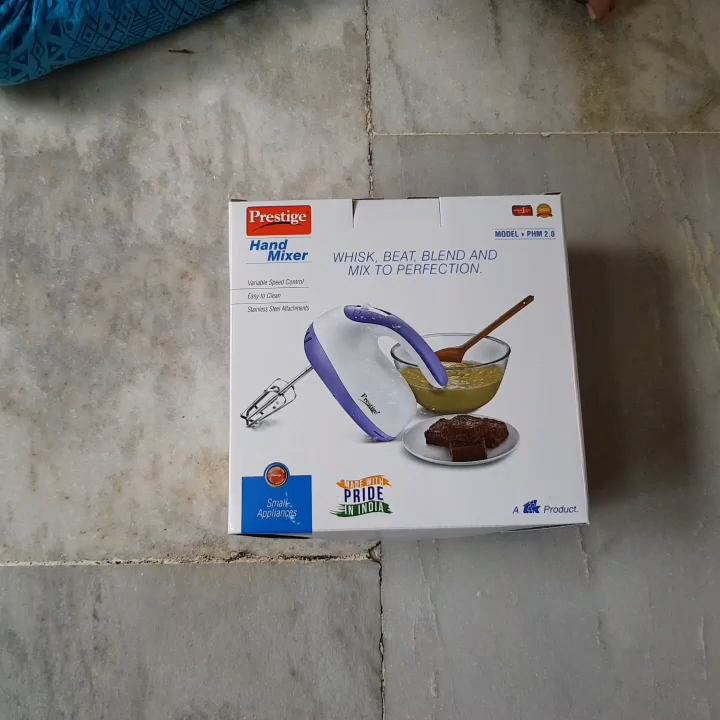 Prestige
Hand
Mixer
Variable Speed Control
Easy to Clean
Stainless Steel Attachments
MODEL PHM 2.0
WHISK, BEAT, BLEND AND
MIX TO PERFECTION.
Prestige
Small
Appliances
MADE WITH
PRIDE
IN INDIA
A ttk Product.